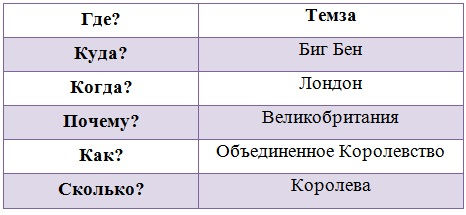 Где? Темза
Куда? Биг Бен
Когда? Лондон
Почему? Великобритания
Как? Объединенное Королевство
Сколько? Королева